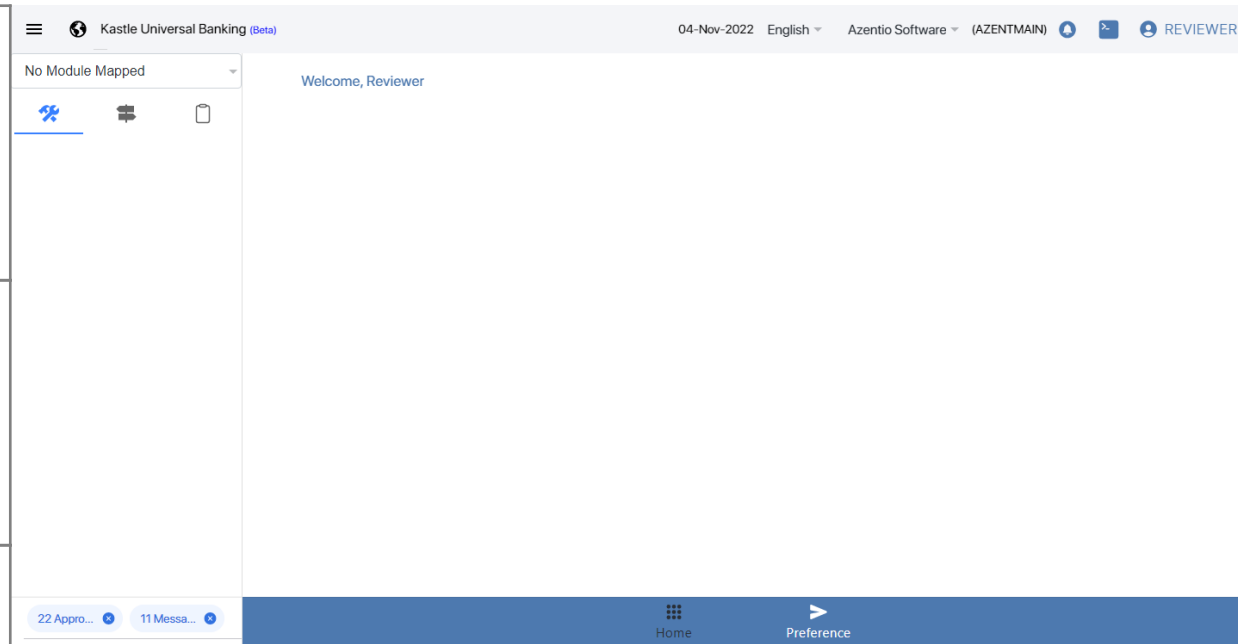 Kastle Universal Banking (Beta)
04-Nov-2022 English Azentio Software (AZENTMAIN) REVIEWER
No Module Mapped
Welcome, Reviewer
22 Appro... 11 Messa...
Home Preference